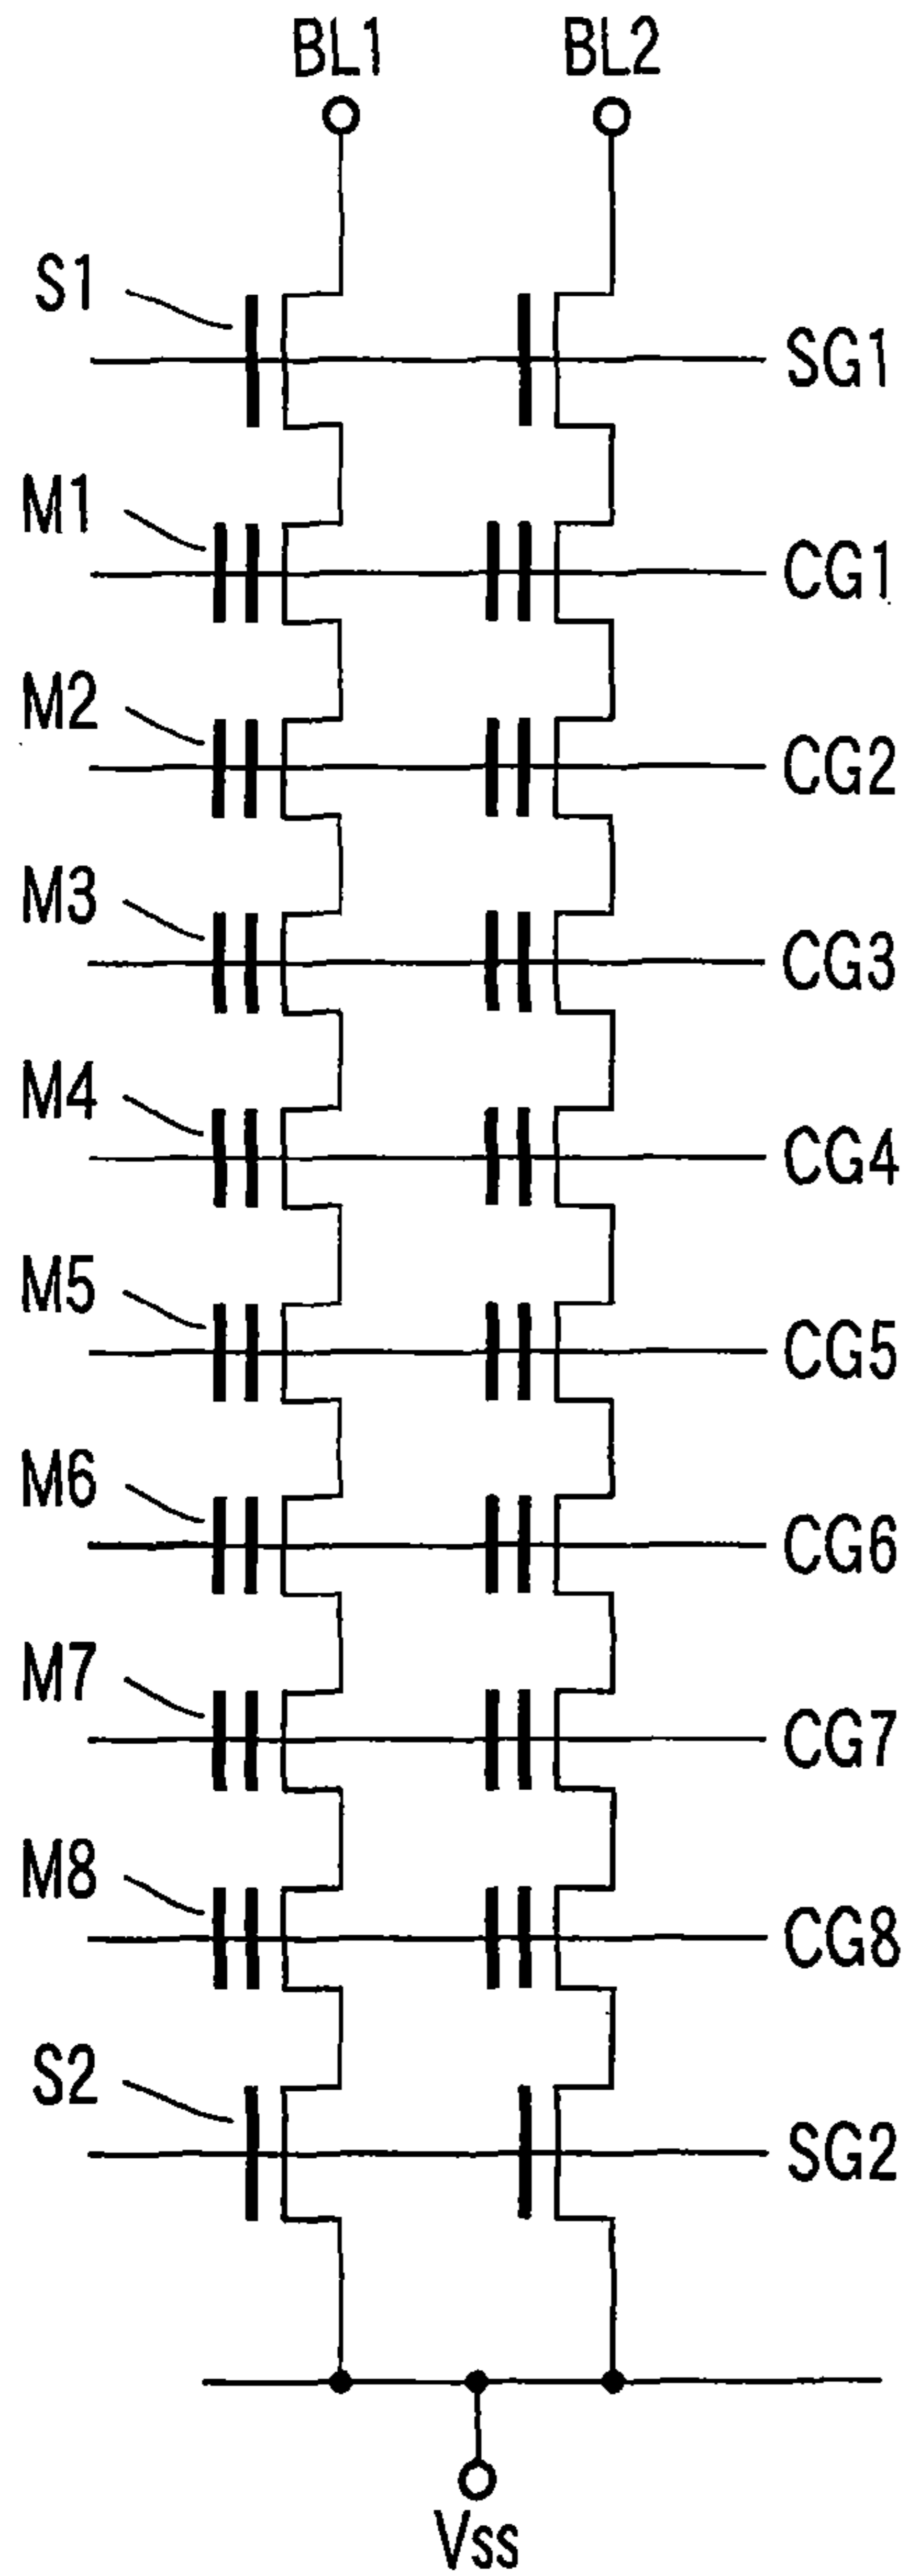 BL1 BL2
S1 SG1
M1 CG1
M2 CG2
M3 CG3
M4 CG4
M5 CG5
M6 CG6
M7 CG7
M8 CG8
S2 SG2
Vss